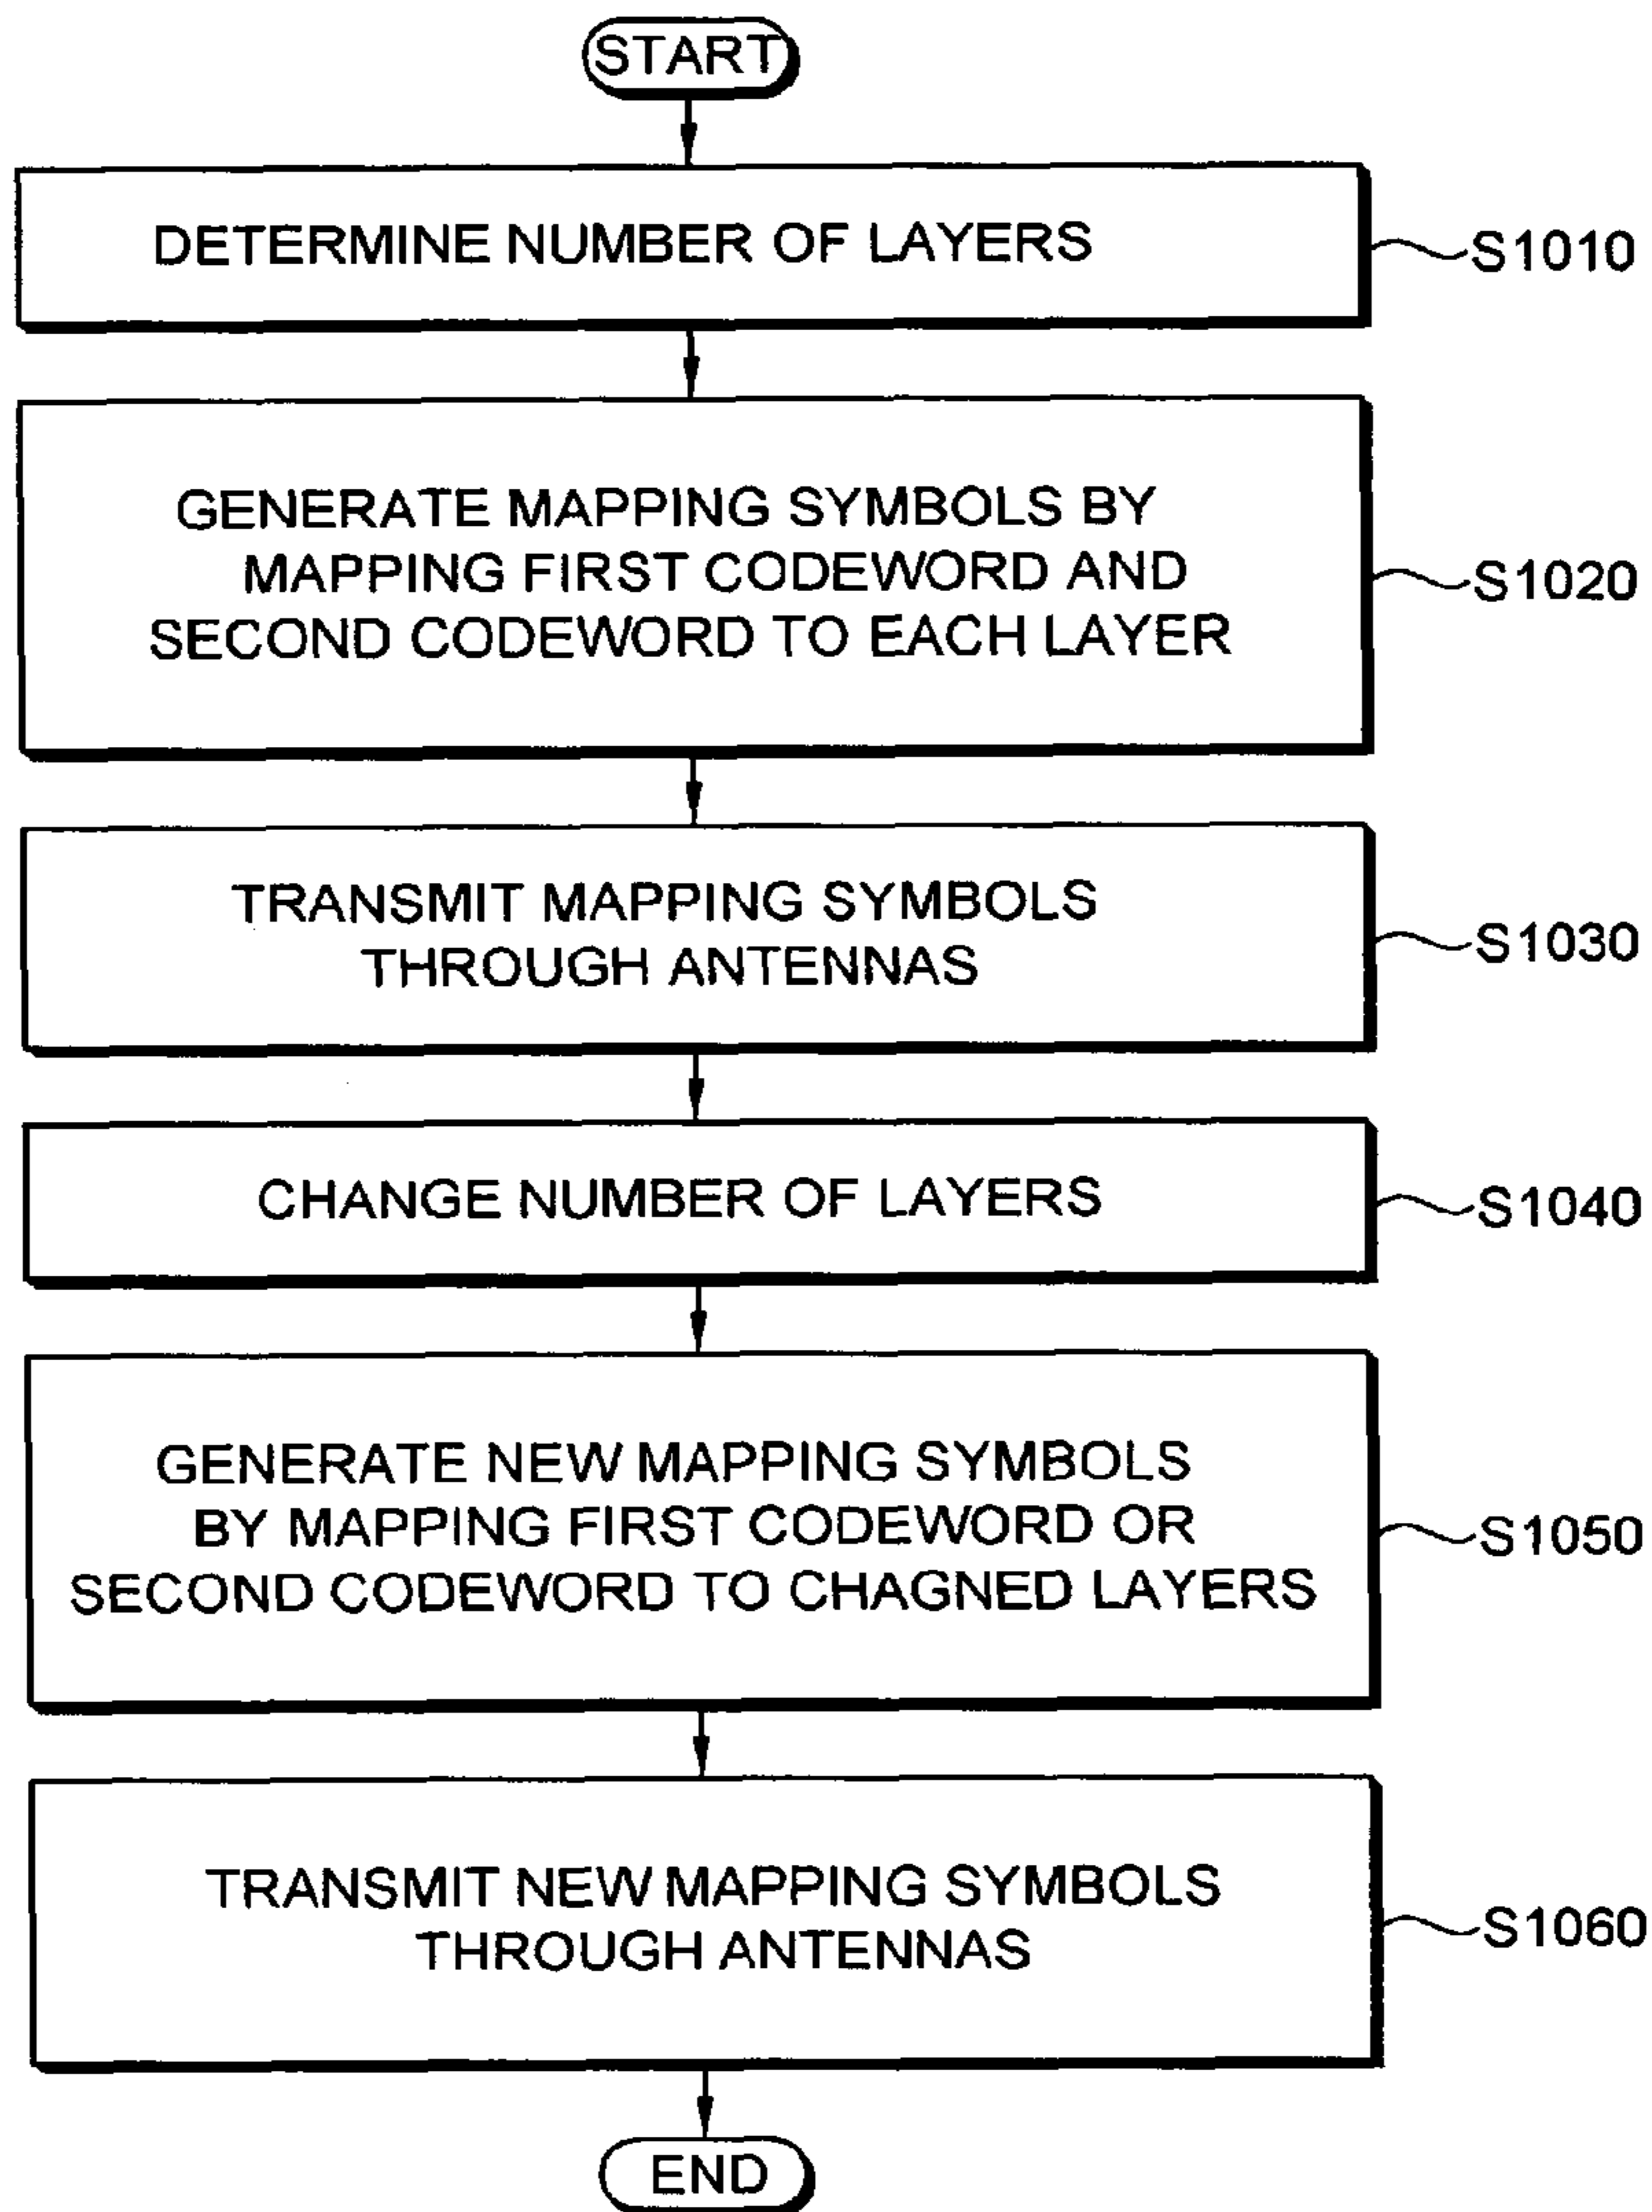 START
DETERMINE NUMBER OF LAYERS
S1010
GENERATE MAPPING SYMBOLS BY
MAPPING FIRST CODEWORD AND
SECOND CODEWORD TO EACH LAYER
S1020
TRANSMIT MAPPING SYMBOLS
THROUGH ANTENNAS
S1030
CHANGE NUMBER OF LAYERS
S1040
GENERATE NEW MAPPING SYMBOLS
BY MAPPING FIRST CODEWORD OR
SECOND CODEWORD TO CHAGNED LAYERS
S1050
TRANSMIT NEW MAPPING SYMBOLS
THROUGH ANTENNAS
S1060
END